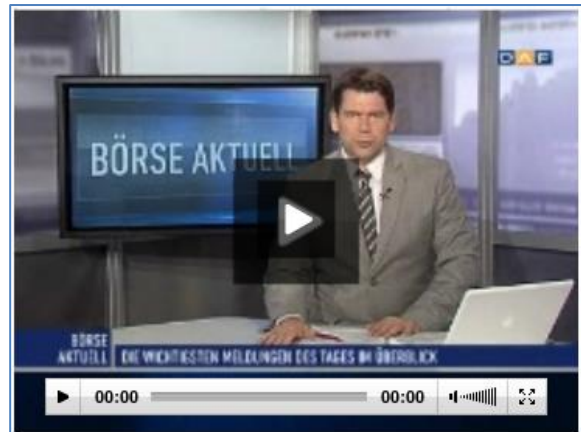 DAF
BÖRSE AKTUELL
BÖRSE
AKTUELL
DIE WICHTIGSTEN MELDUNGEN DES TAGES IM ÜBERBLICK
00:00 00:00